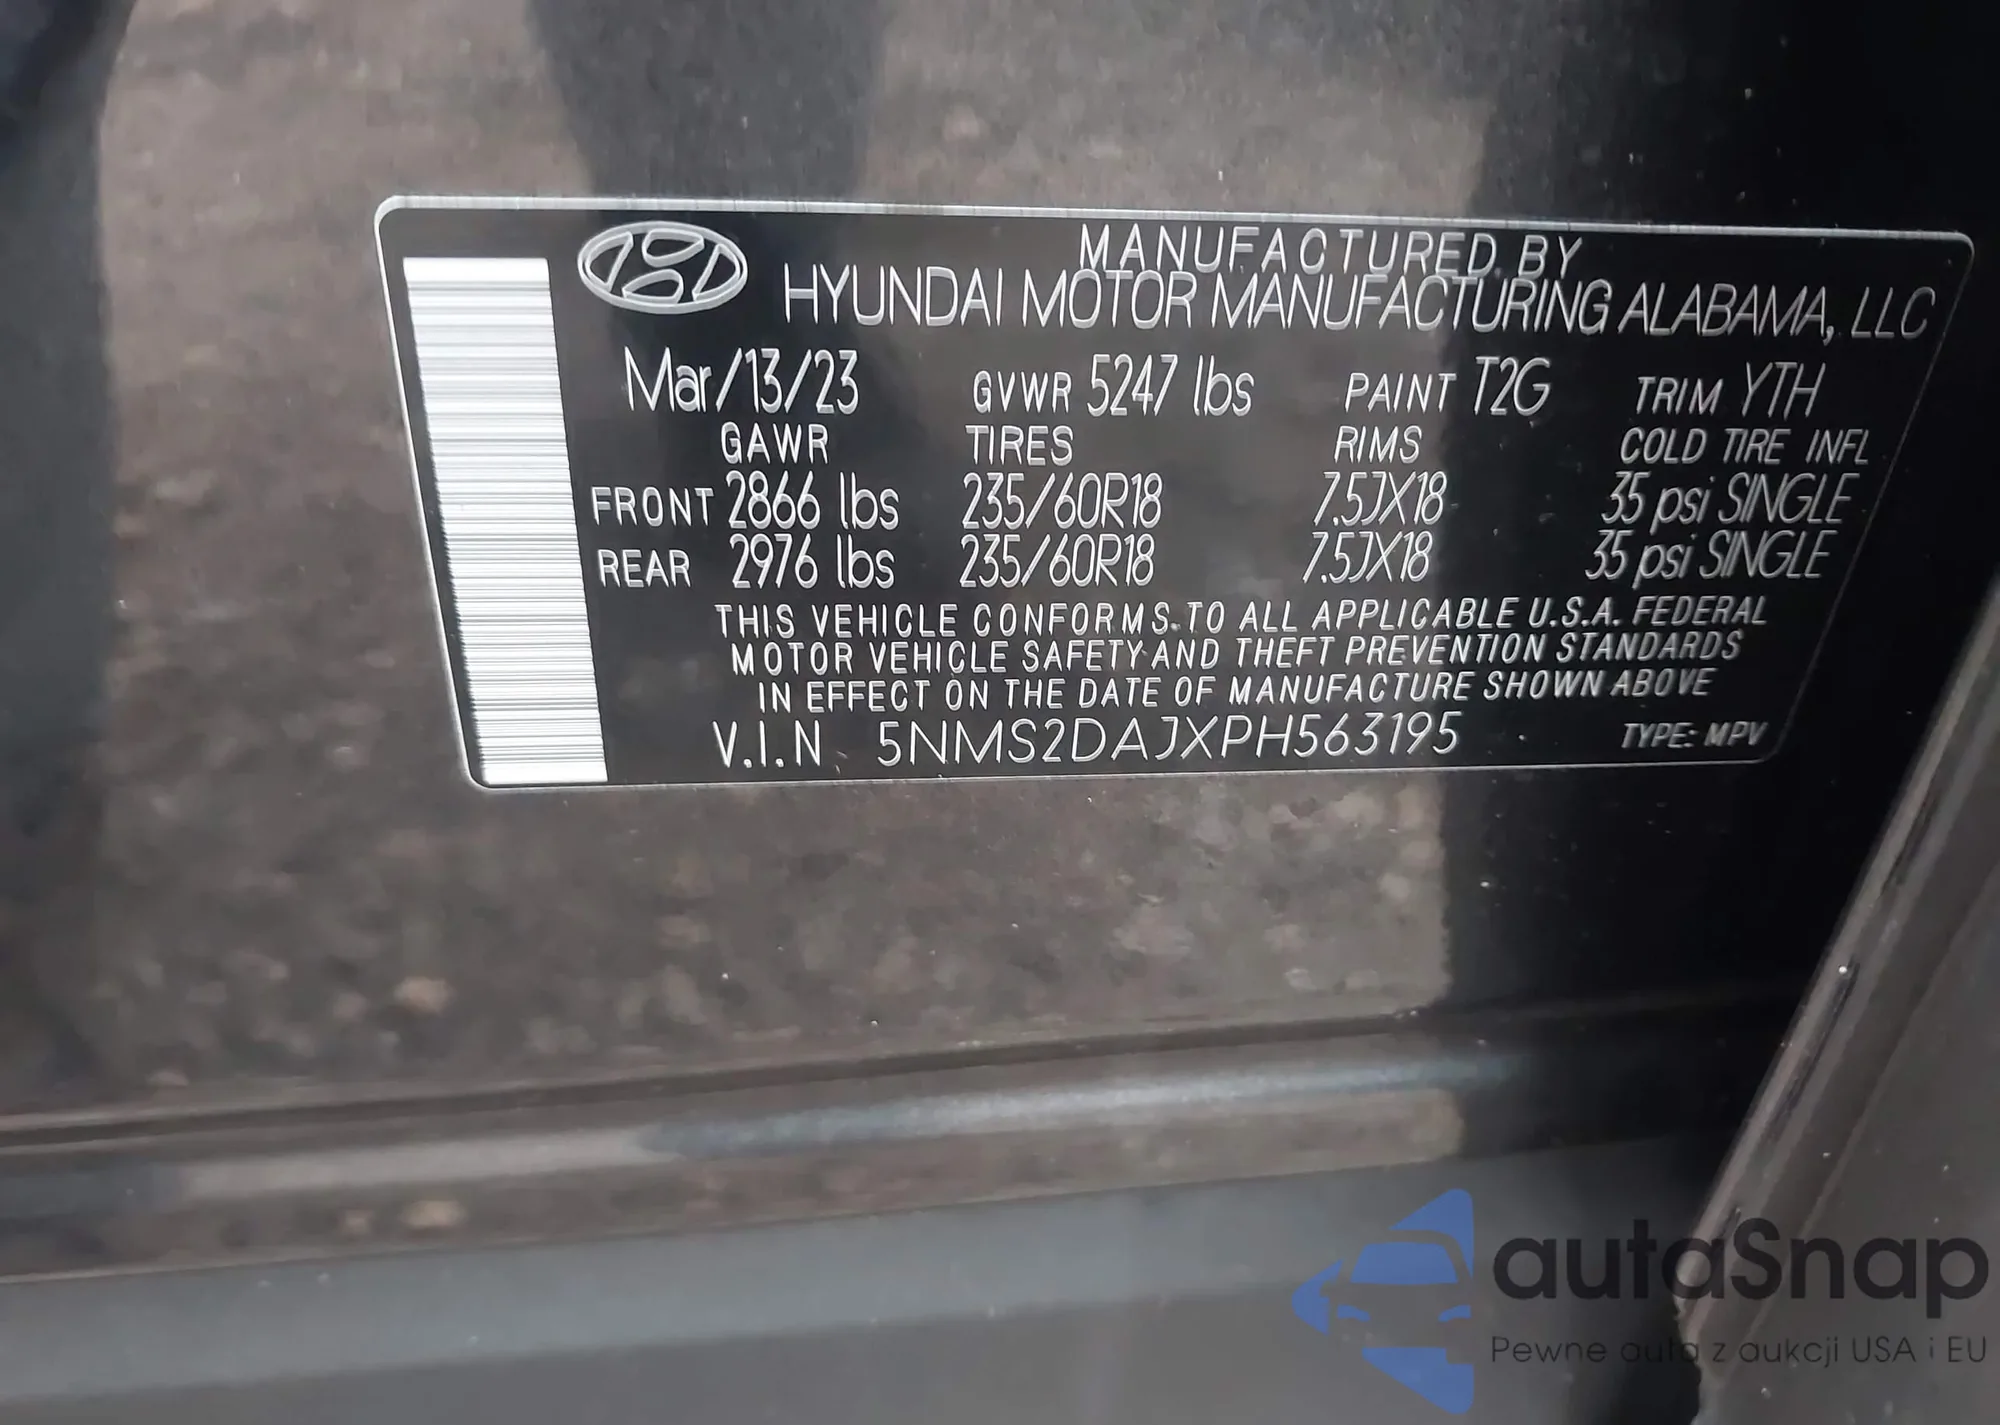 MANUFACTURED BY
HYUNDAI MOTOR MANUFACTURING ALABAMA, LLC
Mar/13/23 GVWR 5247 lbs PAINT T2G TRIM YTH
GAWR TIRES RIMS COLD TIRE INFL
FRONT 2866 lbs 235/60R18 7.5JX18 35 psi SINGLE
REAR 2976 lbs 235/60R18 7.5JX18 35 psi SINGLE
THIS VEHICLE CONFORMS TO ALL APPLICABLE U.S.A. FEDERAL
MOTOR VEHICLE SAFETY AND THEFT PREVENTION STANDARDS
IN EFFECT ON THE DATE OF MANUFACTURE SHOWN ABOVE
V.I.N 5NMS2DAJXPH563195 TYPE: MPV
autaSnap
Pewne auta z aukcji USA i EU